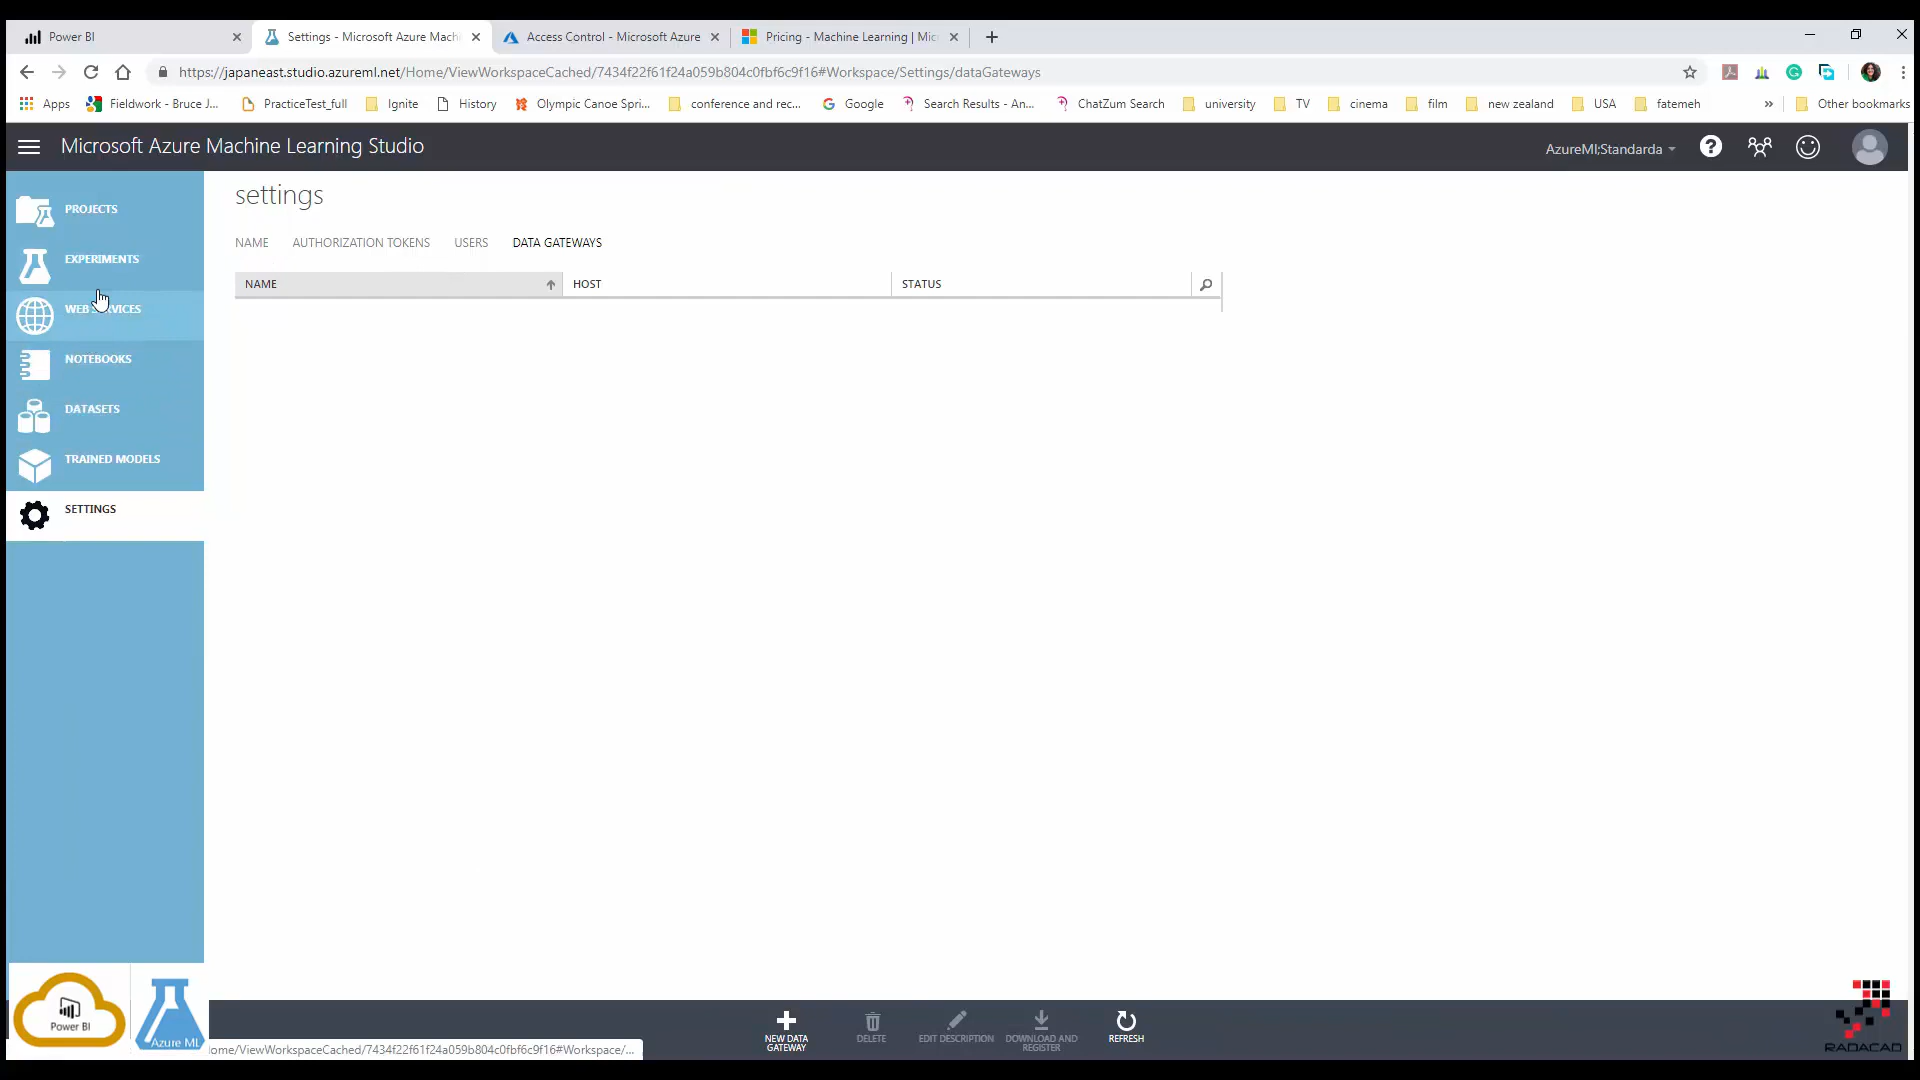 Power BI
Settings - Microsoft Azure Mach
Access Control - Microsoft Azure
Pricing - Machine Learning | Mic
https://japaneast.studio.azureml.net/Home/ViewWorkspaceCached/7434f22f61f24a059b804c0fbf6c9f16#Workspace/Settings/dataGateways
Apps
Fieldwork - Bruce J...
PracticeTest_full
Ignite
History
Olympic Canoe Spri...
conference and rec...
Google
Search Results - An...
ChatZum Search
university
TV
cinema
film
new zealand
USA
fatemeh
»
Other bookmarks
Microsoft Azure Machine Learning Studio
AzureMl;Standarda
PROJECTS
EXPERIMENTS
WEB SERVICES
NOTEBOOKS
DATASETS
TRAINED MODELS
SETTINGS
settings
NAME
AUTHORIZATION TOKENS
USERS
DATA GATEWAYS
NAME
HOST
STATUS
Power BI
Azure ML
ome/ViewWorkspaceCached/7434f22f61f24a059b804c0fbf6c9f16#Workspace/...
NEW DATA
GATEWAY
DELETE
EDIT DESCRIPTION
DOWNLOAD AND
REGISTER
REFRESH
RADACAD